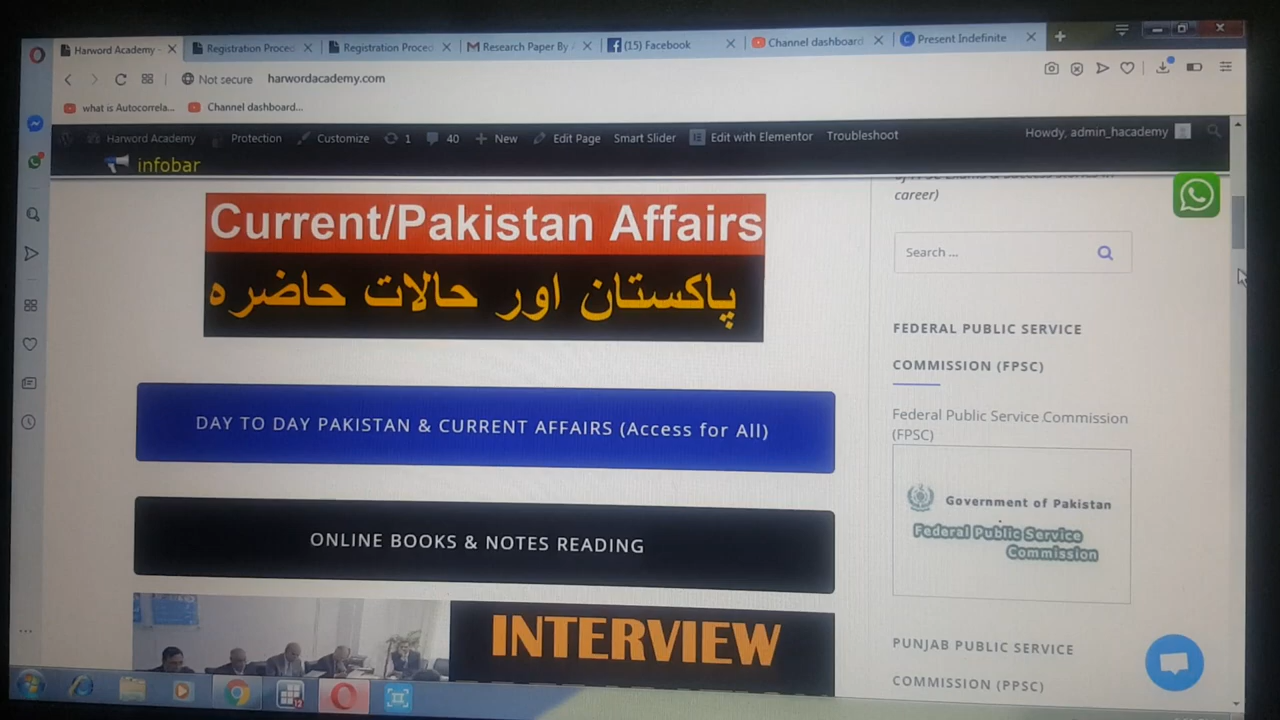 Harword Academy -
Registration Proced
Registration Proced
Research Paper By A
(15) Facebook
Channel dashboard
Present Indefinite
Not secure
harwordacademy.com
what is Autocorrela...
Channel dashboard...
Harword Academy
Protection
Customize
1
40
New
Edit Page
Smart Slider
Edit with Elementor
Troubleshoot
Howdy, admin_hacademy
infobar
Current/Pakistan Affairs
پاکستان اور حالات حاضرہ
career)
Search ...
FEDERAL PUBLIC SERVICE
COMMISSION (FPSC)
Federal Public Service Commission
(FPSC)
Government of Pakistan
Federal Public Service
Commission
DAY TO DAY PAKISTAN & CURRENT AFFAIRS (Access for All)
ONLINE BOOKS & NOTES READING
INTERVIEW
PUNJAB PUBLIC SERVICE
COMMISSION (PPSC)